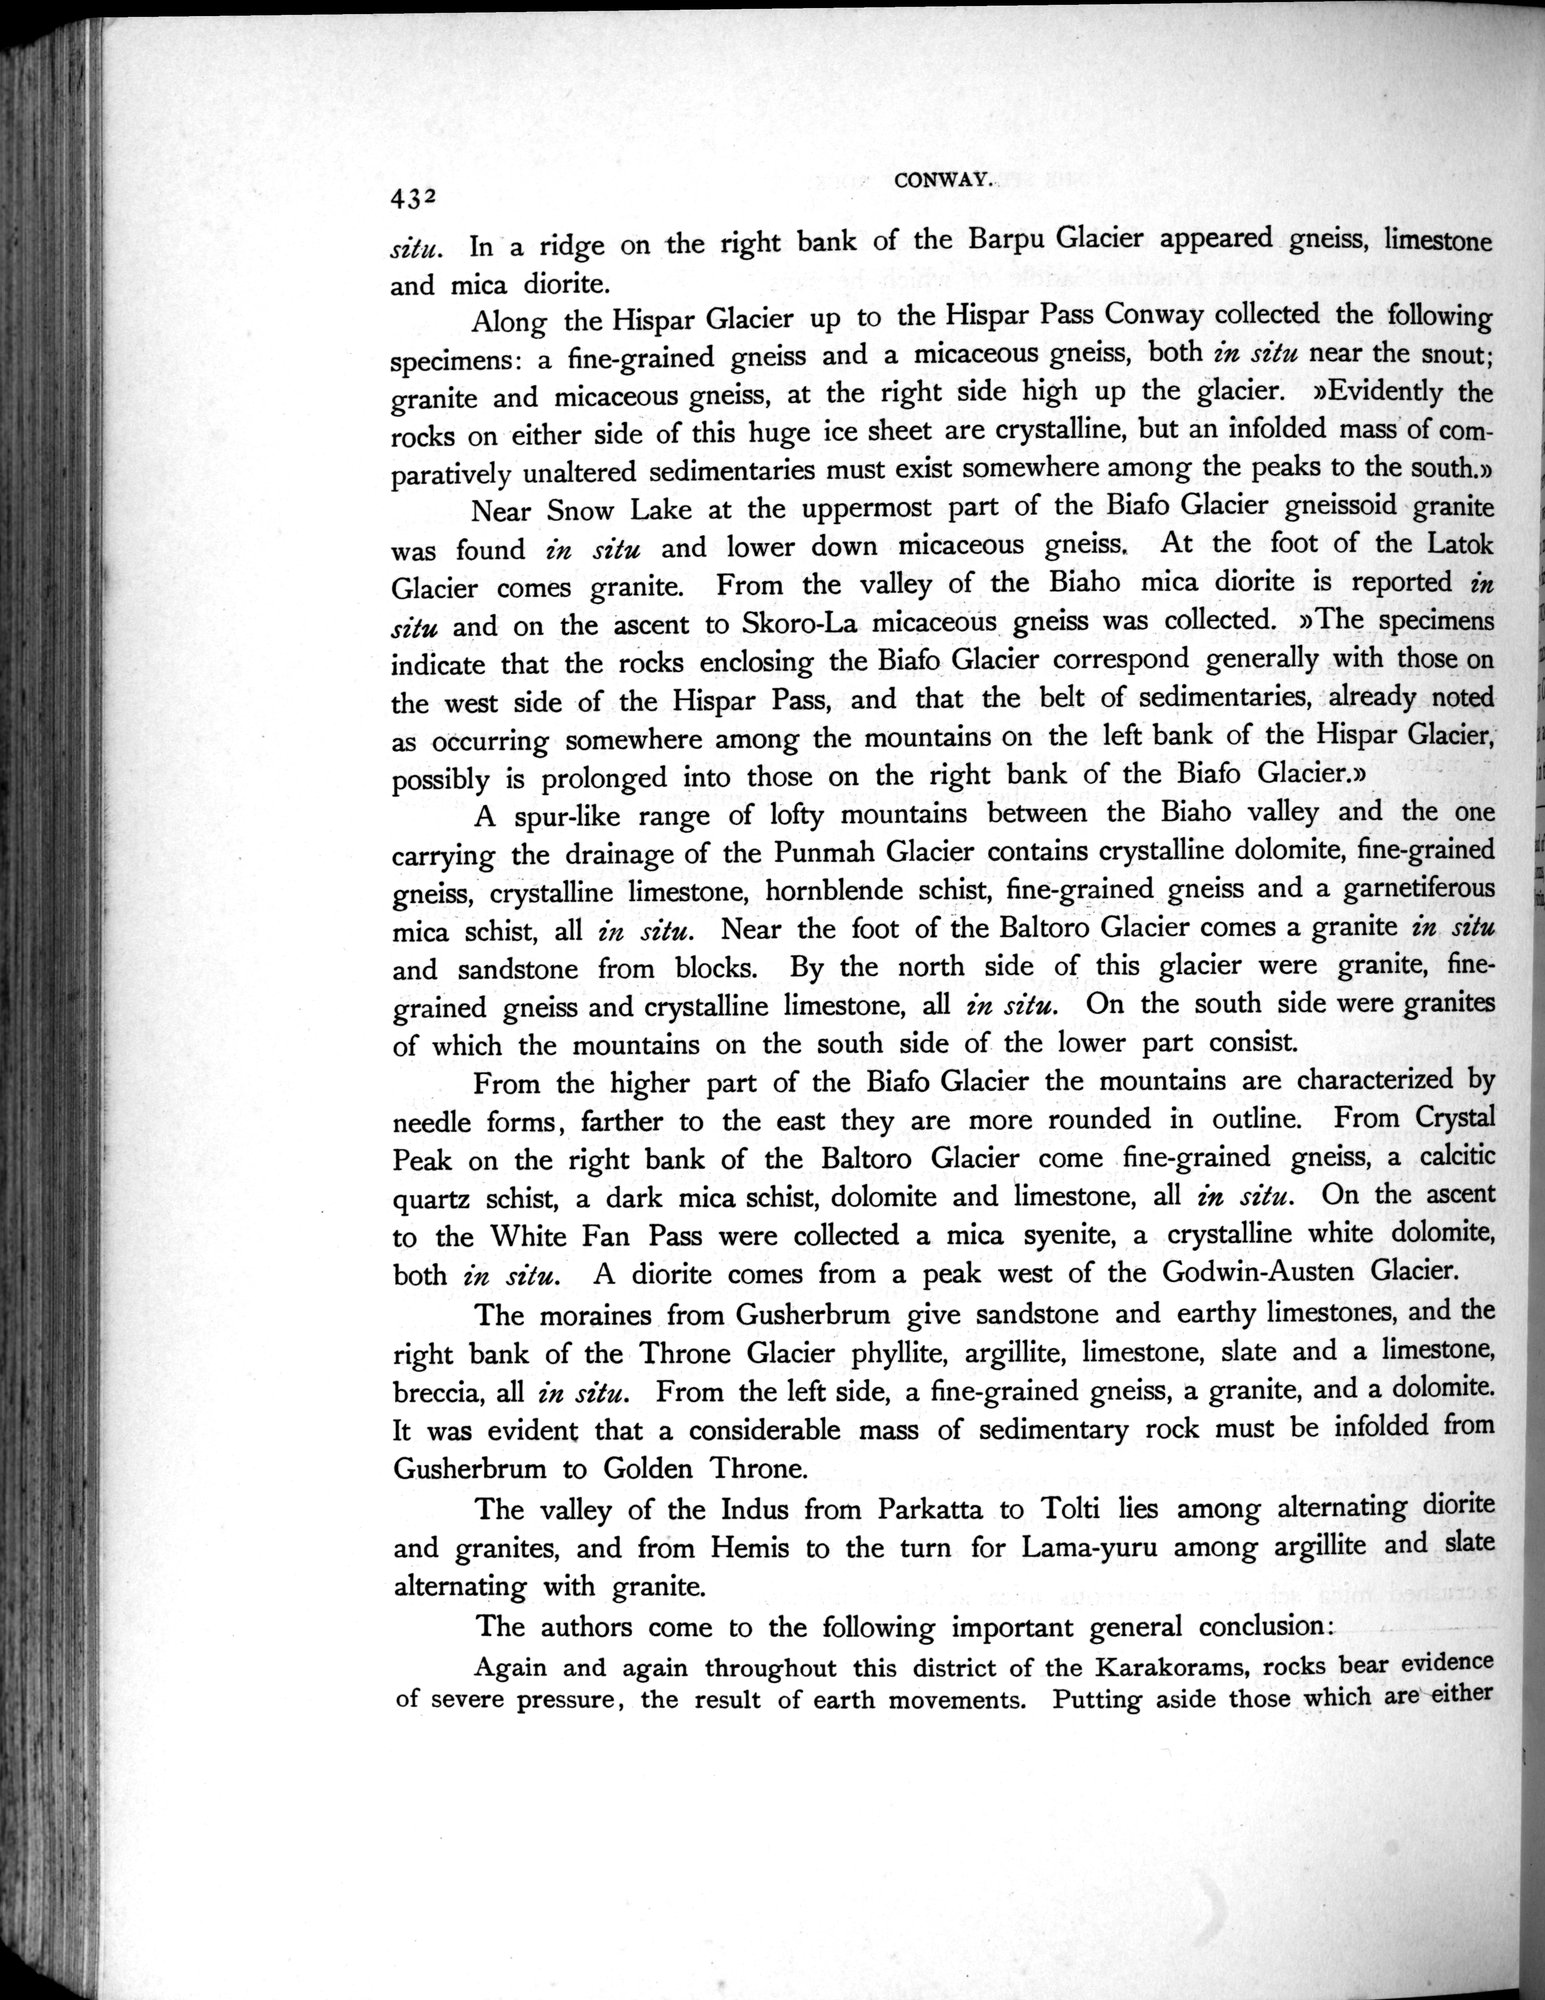 432
CONWAY.
situ. In a ridge on the right bank of the Barpu Glacier appeared gneiss, limestone
and mica diorite.
Along the Hispar Glacier up to the Hispar Pass Conway collected the following
specimens: a fine-grained gneiss and a micaceous gneiss, both in situ near the snout;
granite and micaceous gneiss, at the right side high up the glacier. »Evidently the
rocks on either side of this huge ice sheet are crystalline, but an infolded mass of com-
paratively unaltered sedimentaries must exist somewhere among the peaks to the south.»
Near Snow Lake at the uppermost part of the Biafo Glacier gneissoid granite
was found in situ and lower down micaceous gneiss. At the foot of the Latok
Glacier comes granite. From the valley of the Biaho mica diorite is reported in
situ and on the ascent to Skoro-La micaceous gneiss was collected. »The specimens
indicate that the rocks enclosing the Biafo Glacier correspond generally with those on
the west side of the Hispar Pass, and that the belt of sedimentaries, already noted
as occurring somewhere among the mountains on the left bank of the Hispar Glacier,
possibly is prolonged into those on the right bank of the Biafo Glacier.»
A spur-like range of lofty mountains between the Biaho valley and the one
carrying the drainage of the Punmah Glacier contains crystalline dolomite, fine-grained
gneiss, crystalline limestone, hornblende schist, fine-grained gneiss and a garnetiferous
mica schist, all in situ. Near the foot of the Baltoro Glacier comes a granite in situ
and sandstone from blocks. By the north side of this glacier were granite, fine-
grained gneiss and crystalline limestone, all in situ. On the south side were granites
of which the mountains on the south side of the lower part consist.
From the higher part of the Biafo Glacier the mountains are characterized by
needle forms, farther to the east they are more rounded in outline. From Crystal
Peak on the right bank of the Baltoro Glacier come fine-grained gneiss, a calcitic
quartz schist, a dark mica schist, dolomite and limestone, all in situ. On the ascent
to the White Fan Pass were collected a mica syenite, a crystalline white dolomite,
both in situ. A diorite comes from a peak west of the Godwin-Austen Glacier.
The moraines from Gusherbrum give sandstone and earthy limestones, and the
right bank of the Throne Glacier phyllite, argillite, limestone, slate and a limestone,
breccia, all in situ. From the left side, a fine-grained gneiss, a granite, and a dolomite.
It was evident that a considerable mass of sedimentary rock must be infolded from
Gusherbrum to Golden Throne.
The valley of the Indus from Parkatta to Tolti lies among alternating diorite
and granites, and from Hemis to the turn for Lama-yuru among argillite and slate
alternating with granite.
The authors come to the following important general conclusion:
Again and again throughout this district of the Karakorams, rocks bear evidence
of severe pressure, the result of earth movements. Putting aside those which are either